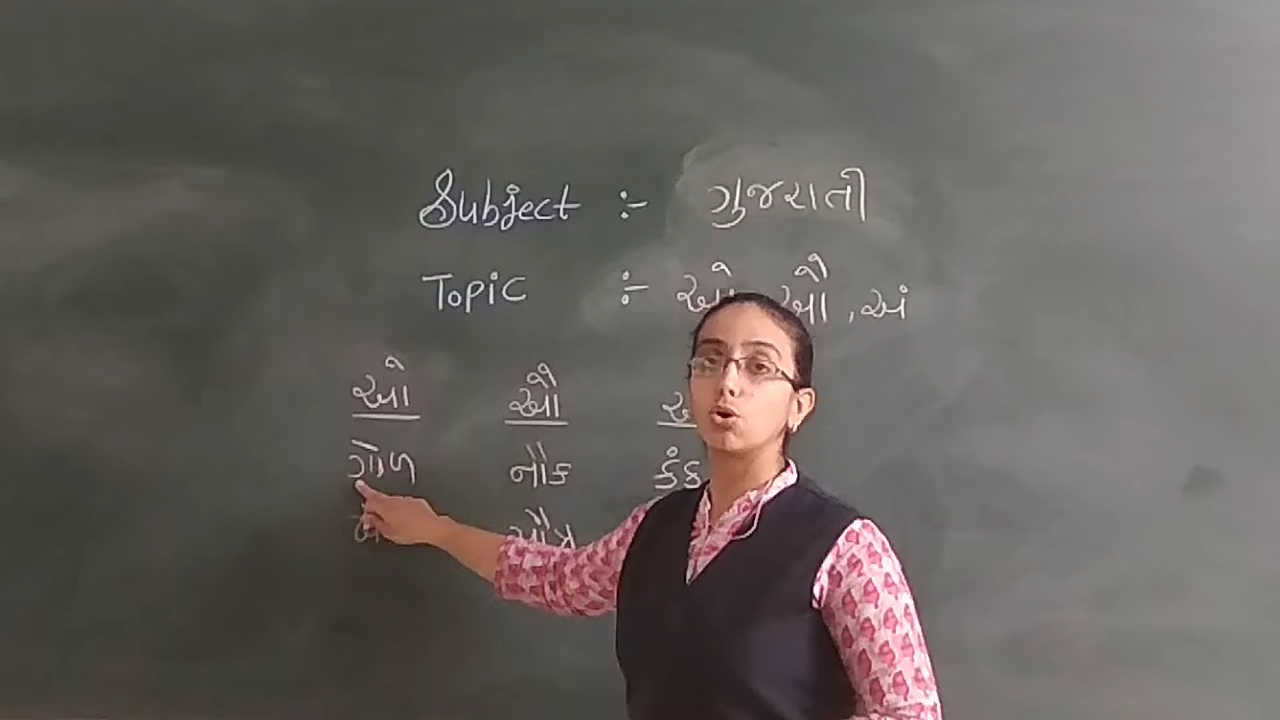 Subject :- ગુજરાતી
Topic :- ઓ, ઔ, અં
ઓ ઔ
ગોળ નૌક કંક